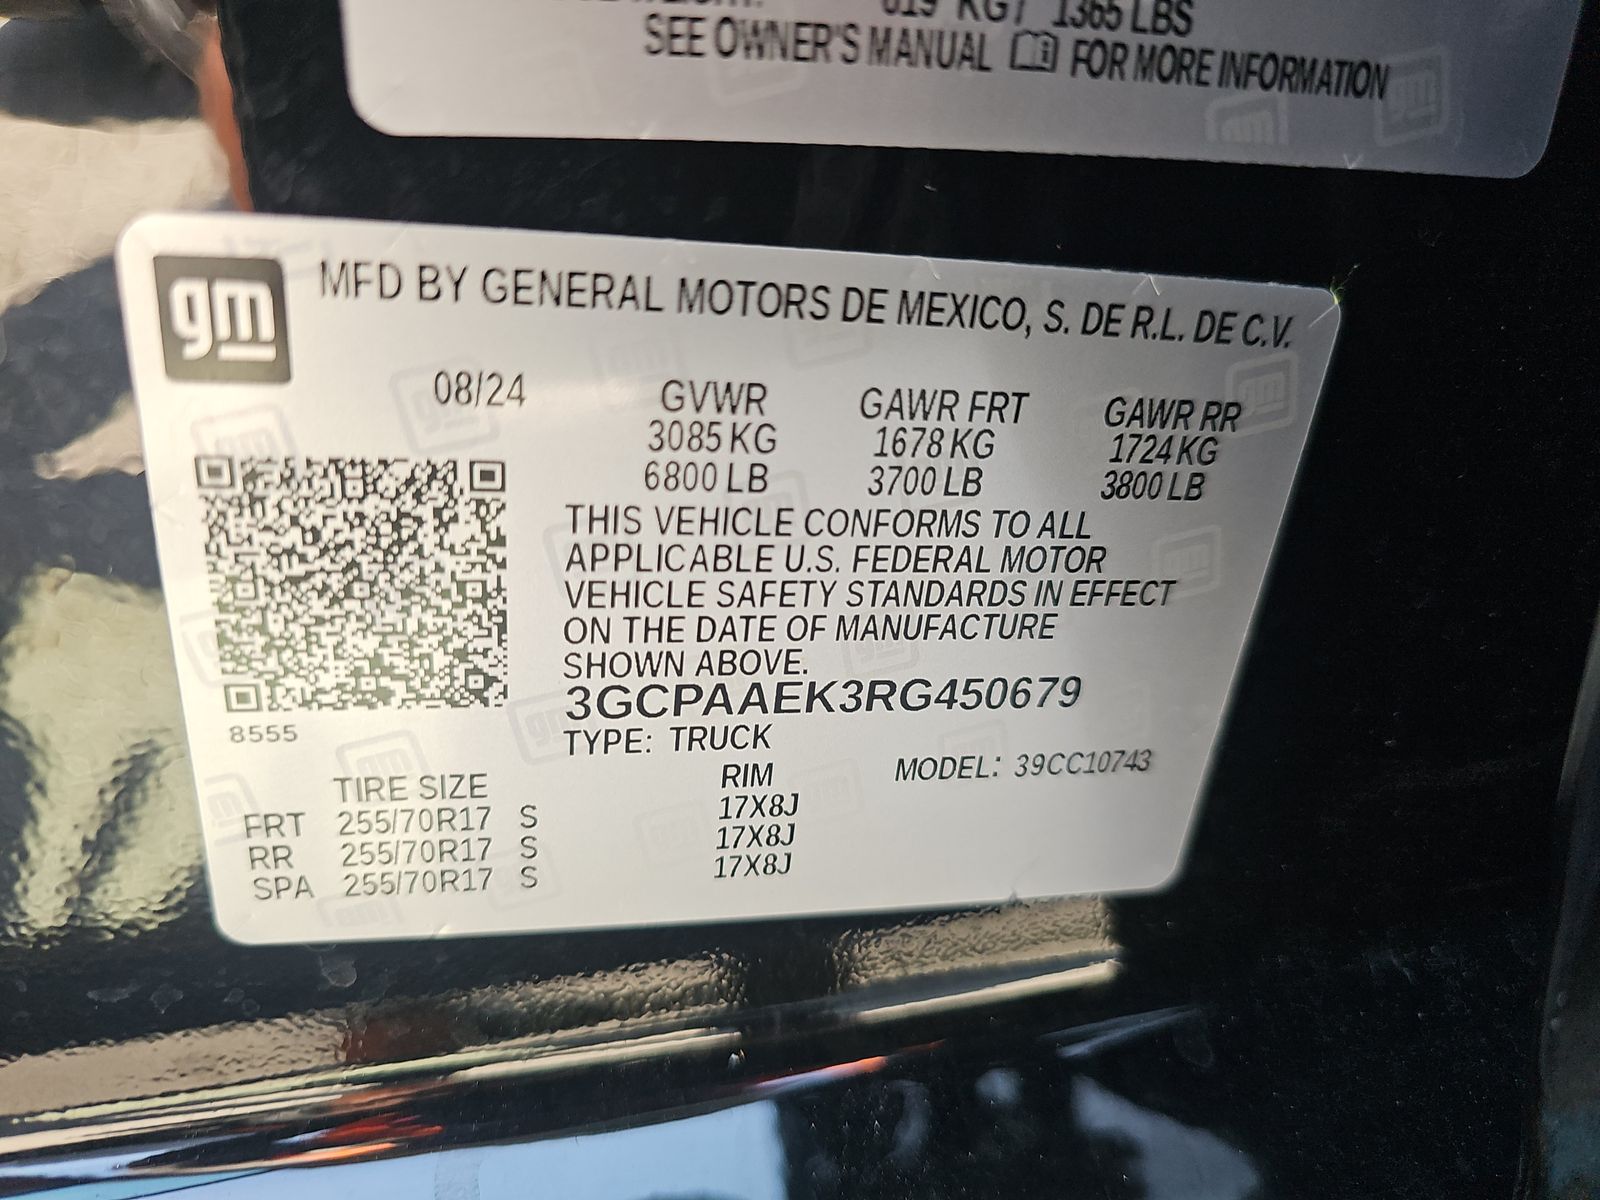 619 KG / 1365 LBS
SEE OWNER'S MANUAL FOR MORE INFORMATION
gm
MFD BY GENERAL MOTORS DE MEXICO, S. DE R.L. DE C.V.
08/24 GVWR GAWR FRT GAWR RR
3085 KG 1678 KG 1724 KG
6800 LB 3700 LB 3800 LB
THIS VEHICLE CONFORMS TO ALL
APPLICABLE U.S. FEDERAL MOTOR
VEHICLE SAFETY STANDARDS IN EFFECT
ON THE DATE OF MANUFACTURE
SHOWN ABOVE.
3GCPAAEK3RG450679
8555
TYPE: TRUCK
TIRE SIZE RIM MODEL: 39CC10743
FRT 255/70R17 S 17X8J
RR 255/70R17 S 17X8J
SPA 255/70R17 S 17X8J